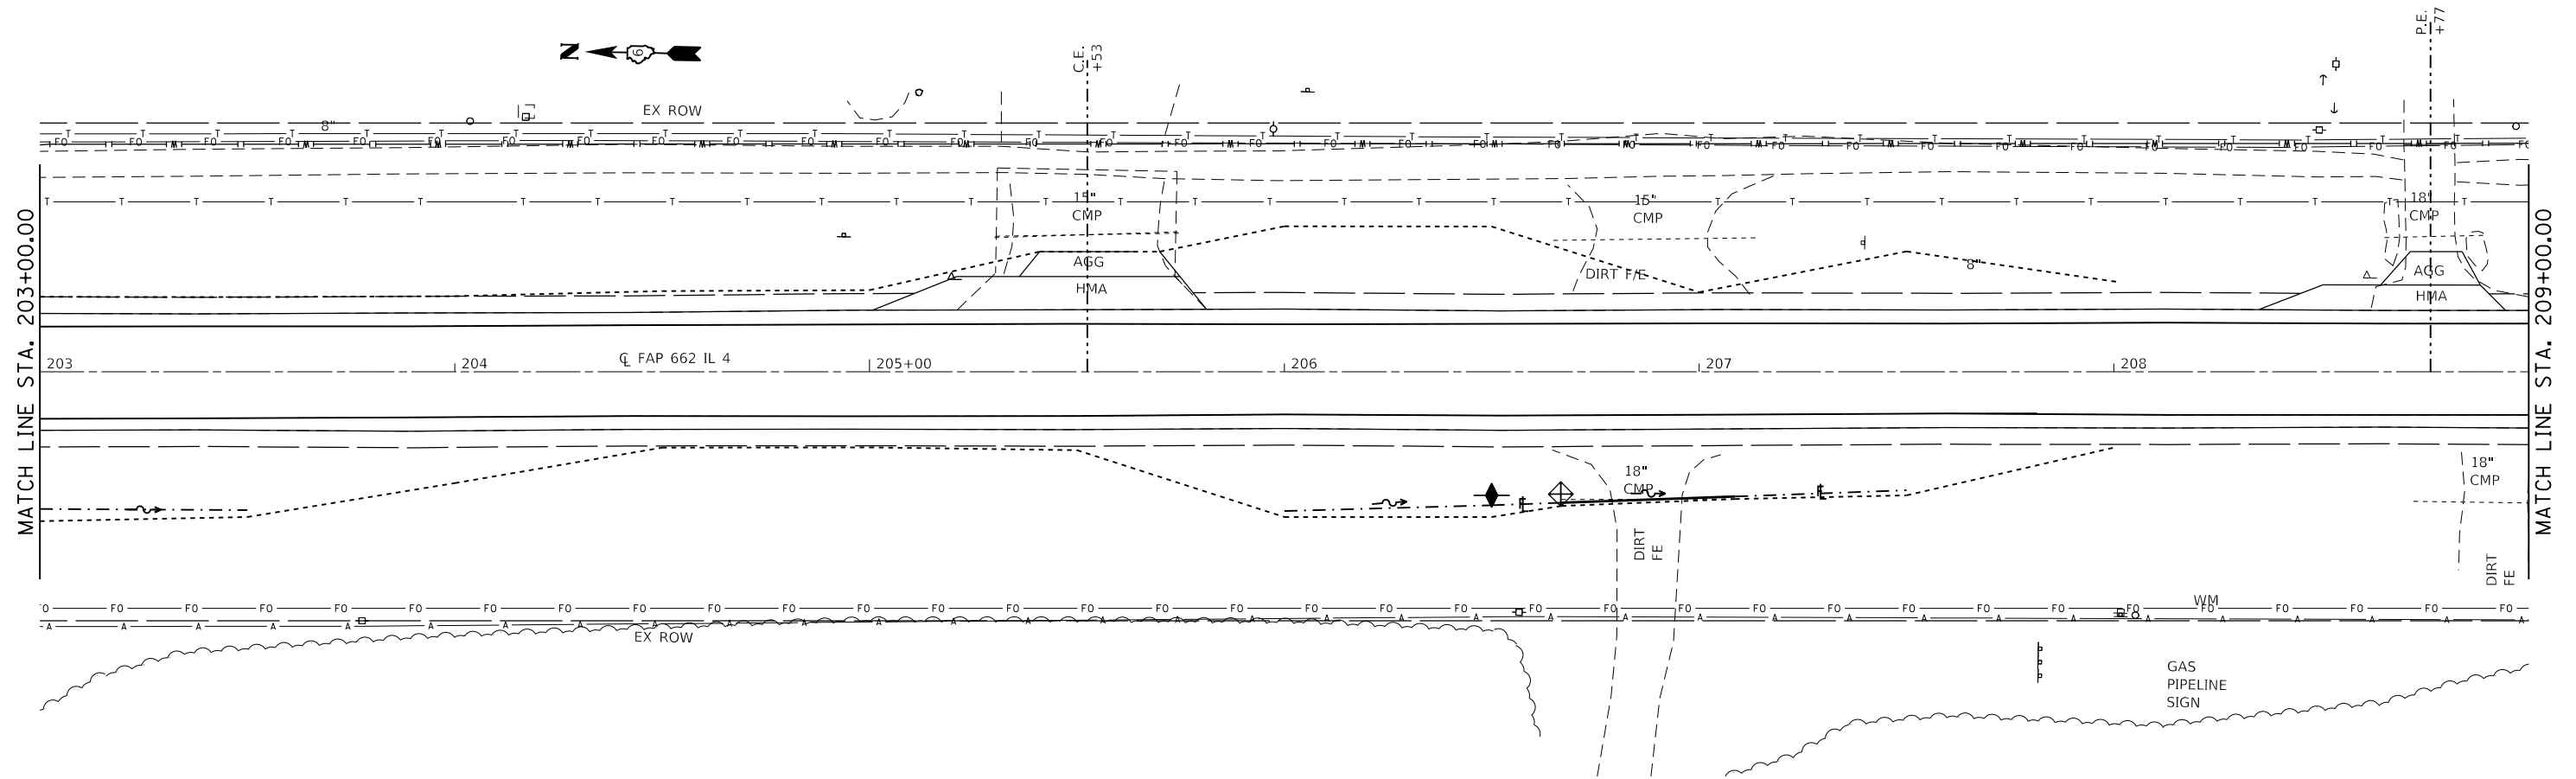 N
6
C.E.
+53
P.E.
+77
EX ROW
8"
15"
CMP
15"
CMP
18"
CMP
AGG
HMA
DIRT F/E
8"
AGG
HMA
MATCH LINE STA. 203+00.00
MATCH LINE STA. 209+00.00
203
204
℄ FAP 662 IL 4
205+00
206
207
208
18"
CMP
18"
CMP
DIRT
FE
DIRT
FE
WM
EX ROW
GAS
PIPELINE
SIGN